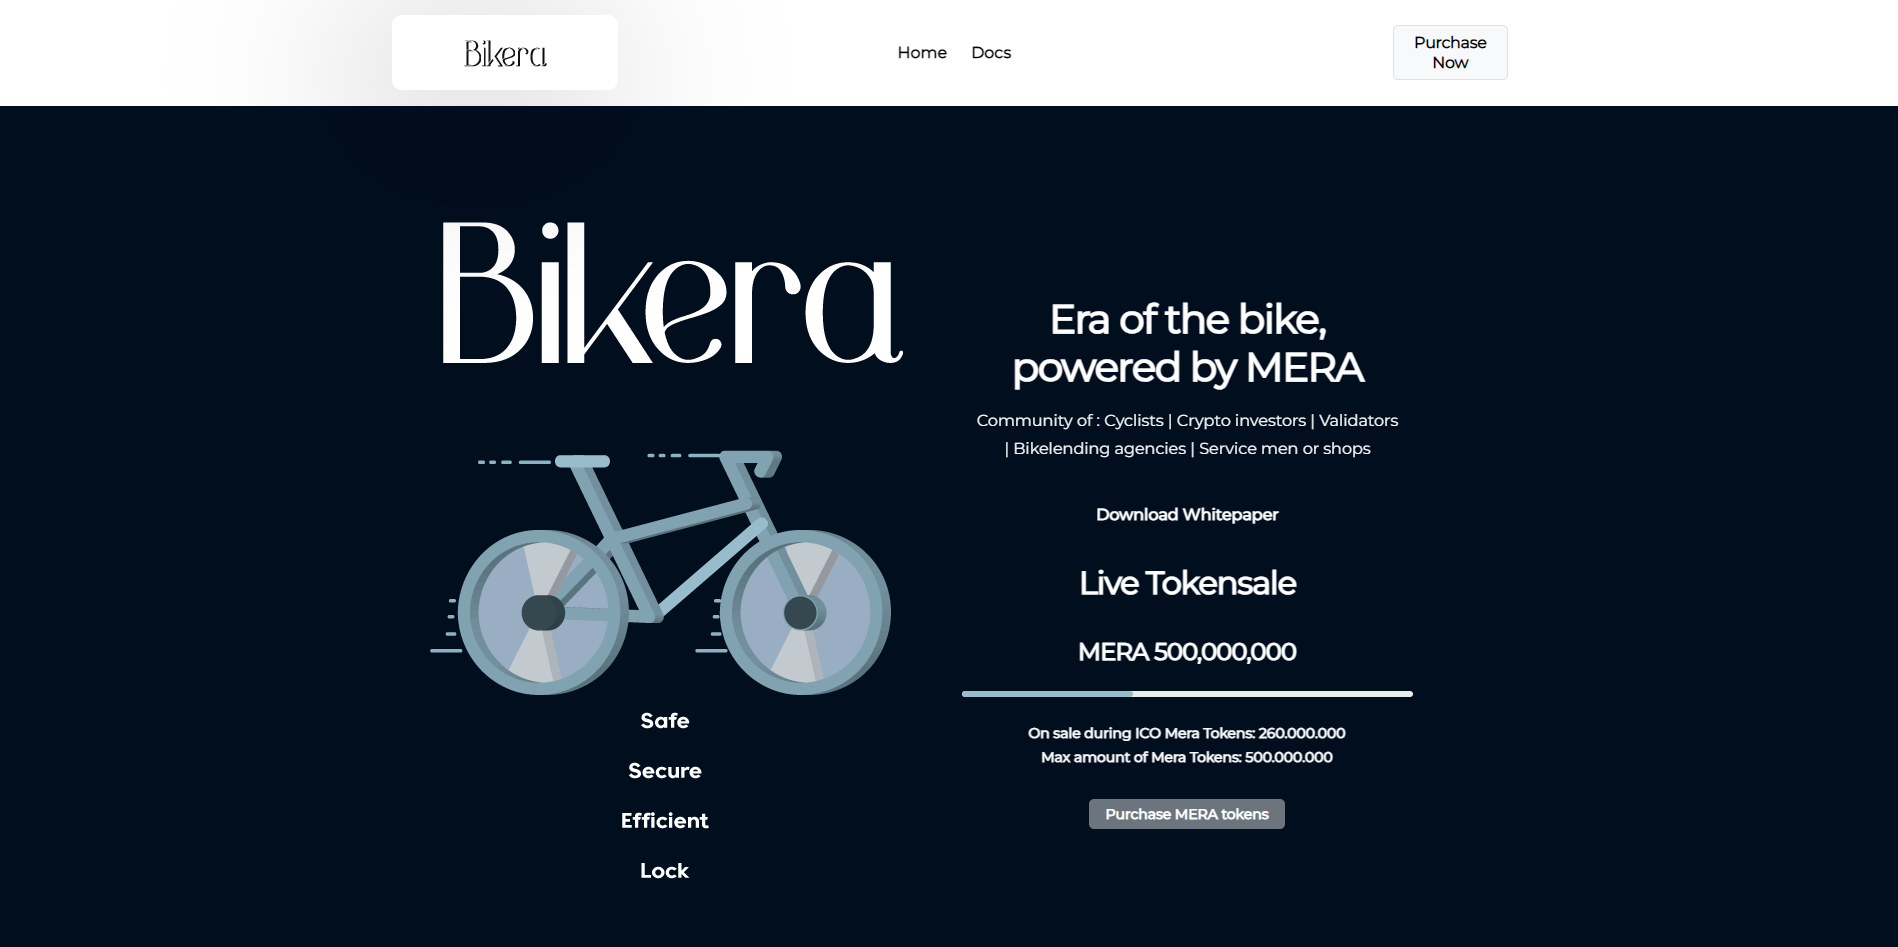 Bikera
Home
Docs
Purchase
Now
Bikera
Safe
Secure
Efficient
Lock
Era of the bike,
powered by MERA
Community of : Cyclists | Crypto investors | Validators
| Bikelending agencies | Service men or shops
Download Whitepaper
Live Tokensale
MERA 500,000,000
On sale during ICO Mera Tokens: 260.000.000
Max amount of Mera Tokens: 500.000.000
Purchase MERA tokens